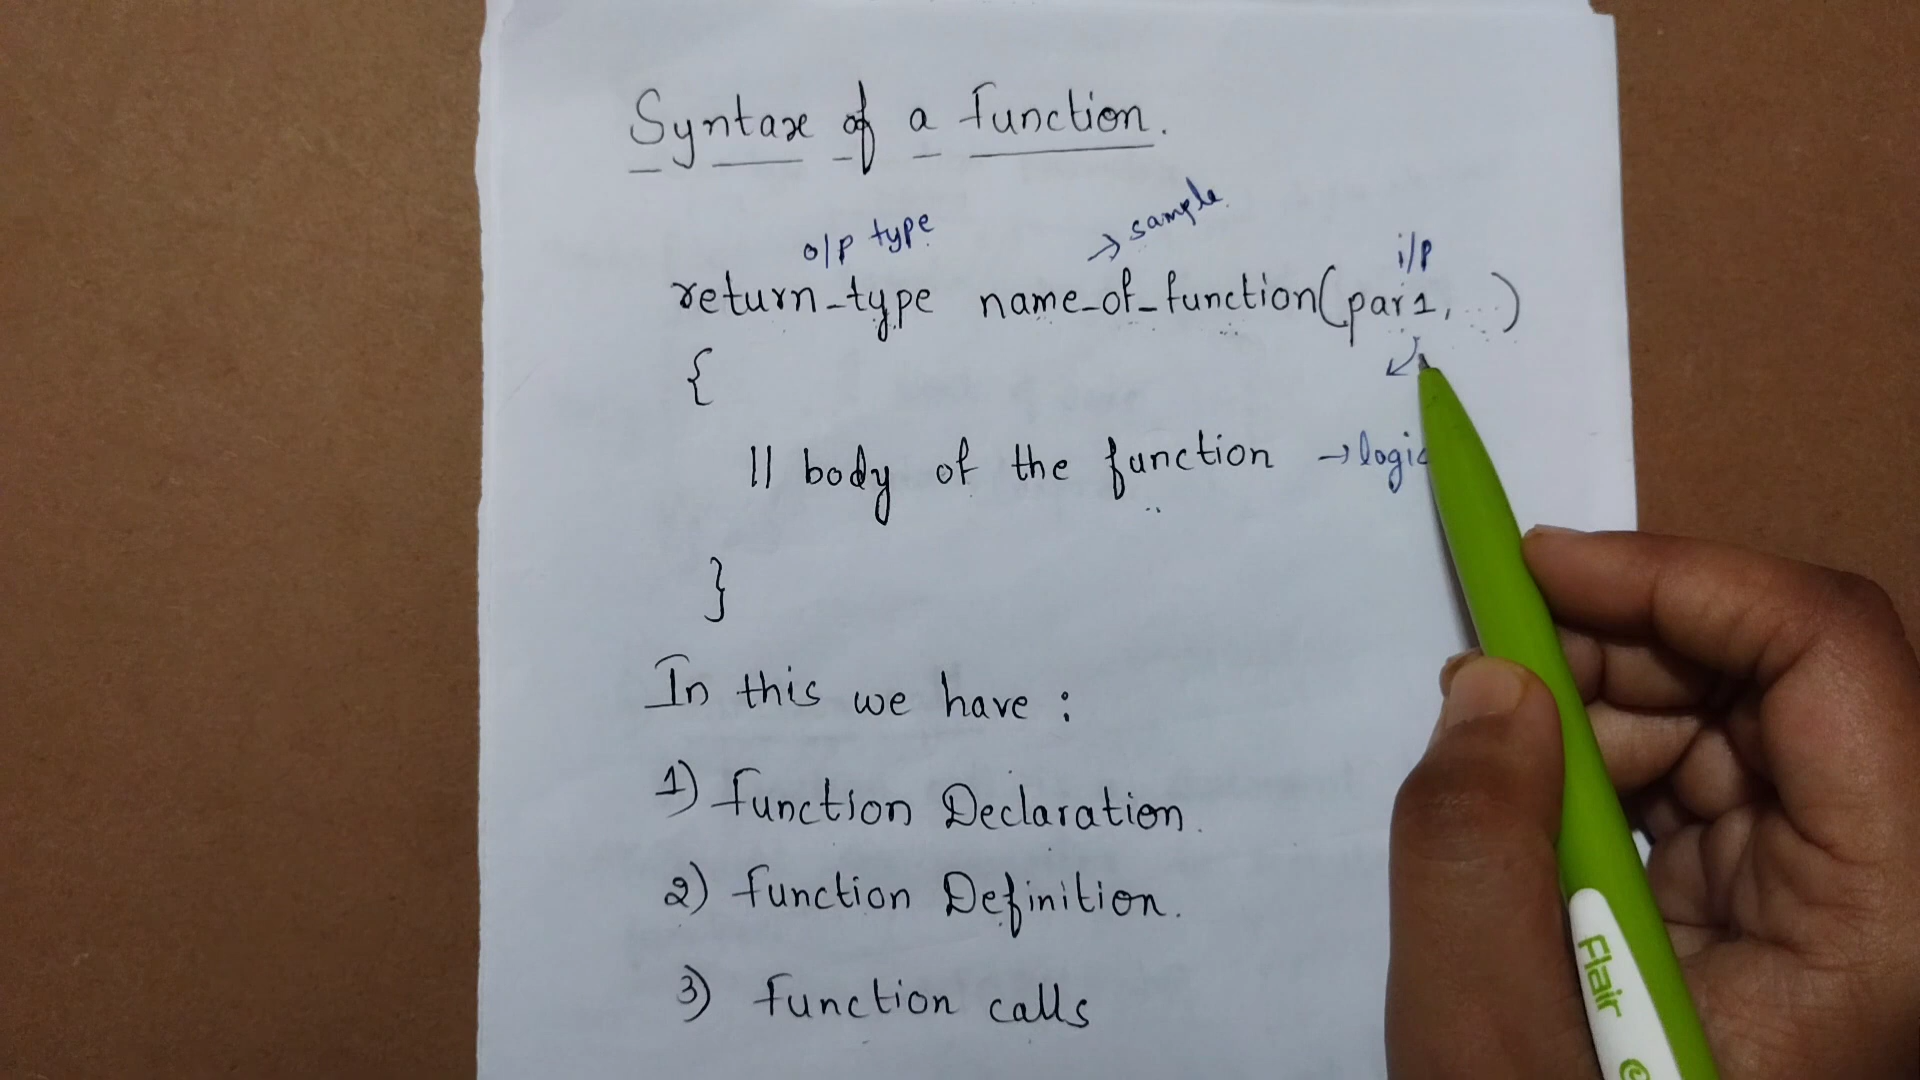 Syntax of a function.
o/p type → sample i/p
return_type name_of_function(par1, ...)
{
// body of the function → logic
}
In this we have :
1) function Declaration.
2) function Definition.
3) function calls
Flair